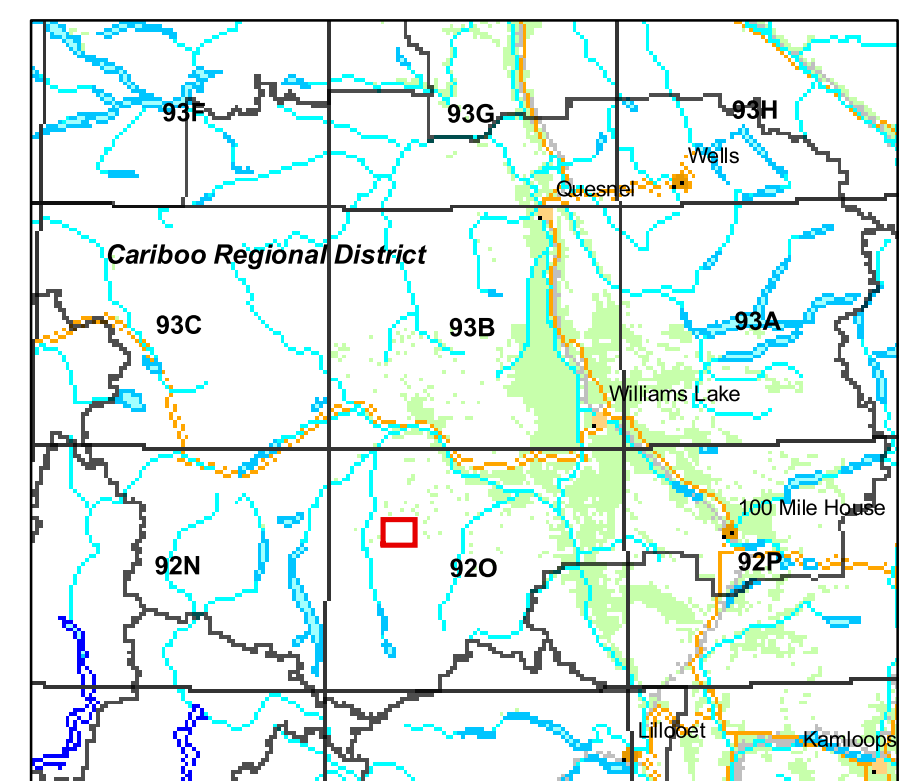 93F
93G
93H
Wells
Quesnel
Cariboo Regional District
93C
93B
93A
Williams Lake
100 Mile House
92N
92O
92P
Lillooet
Kamloops